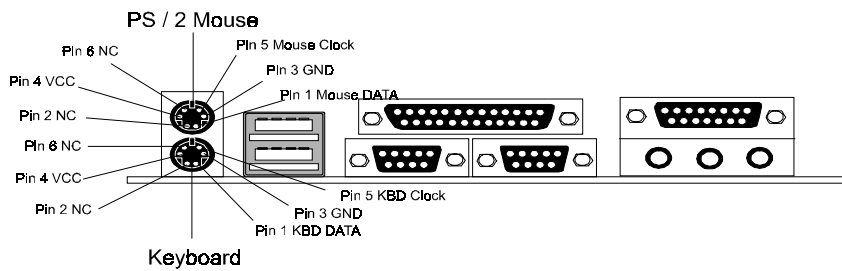 PS / 2 Mouse
Pin 6 NC
Pin 5 Mouse Clock
Pin 4 VCC
Pin 3 GND
Pin 2 NC
Pin 1 Mouse DATA
Pin 6 NC
Pin 4 VCC
Pin 5 KBD Clock
Pin 2 NC
Pin 3 GND
Pin 1 KBD DATA
Keyboard